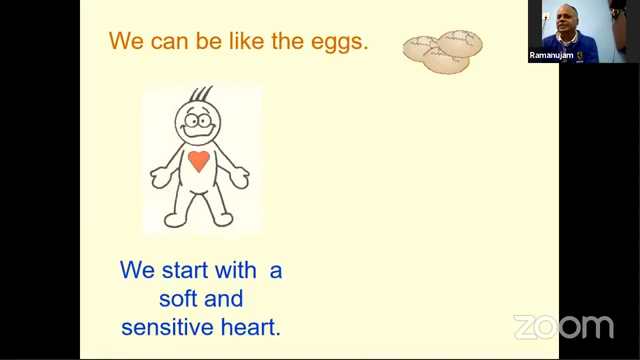 We can be like the eggs.
Ramanujam
We start with a
soft and
sensitive heart.
zoom